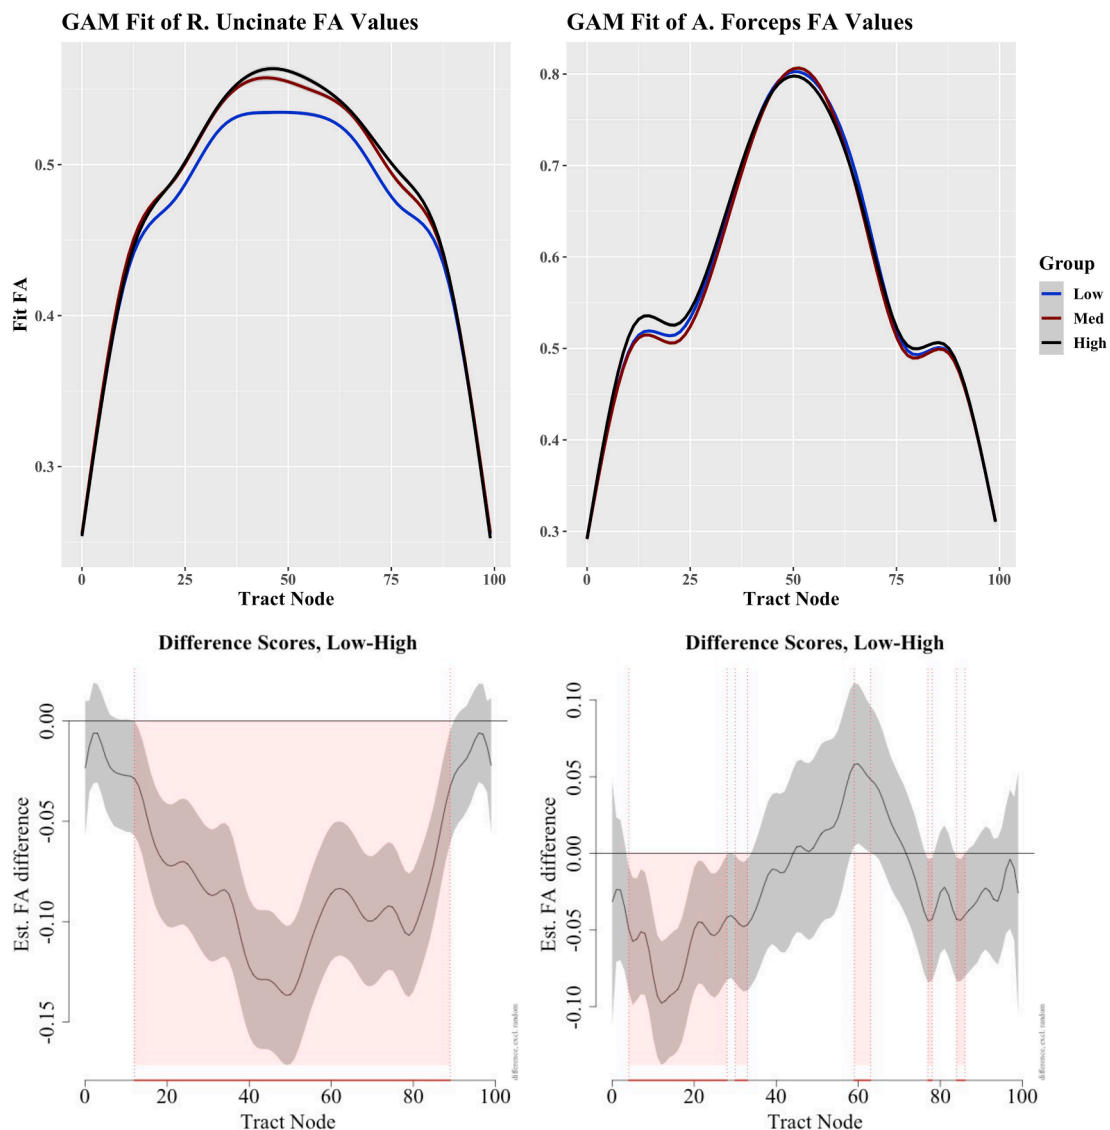 GAM Fit of R. Uncinate FA Values
GAM Fit of A. Forceps FA Values
Fit FA
0.5
0.4
0.3
0 25 50 75 100
Tract Node
0.8
0.7
0.6
0.5
0.4
0.3
0 25 50 75 100
Tract Node
Group
Low
Med
High
Difference Scores, Low-High
Est. FA difference
0.00
-0.05
-0.10
-0.15
0 20 40 60 80 100
Tract Node
difference, excl. random
Difference Scores, Low-High
Est. FA difference
0.10
0.05
0.00
-0.05
-0.10
0 20 40 60 80 100
Tract Node
difference, excl. random